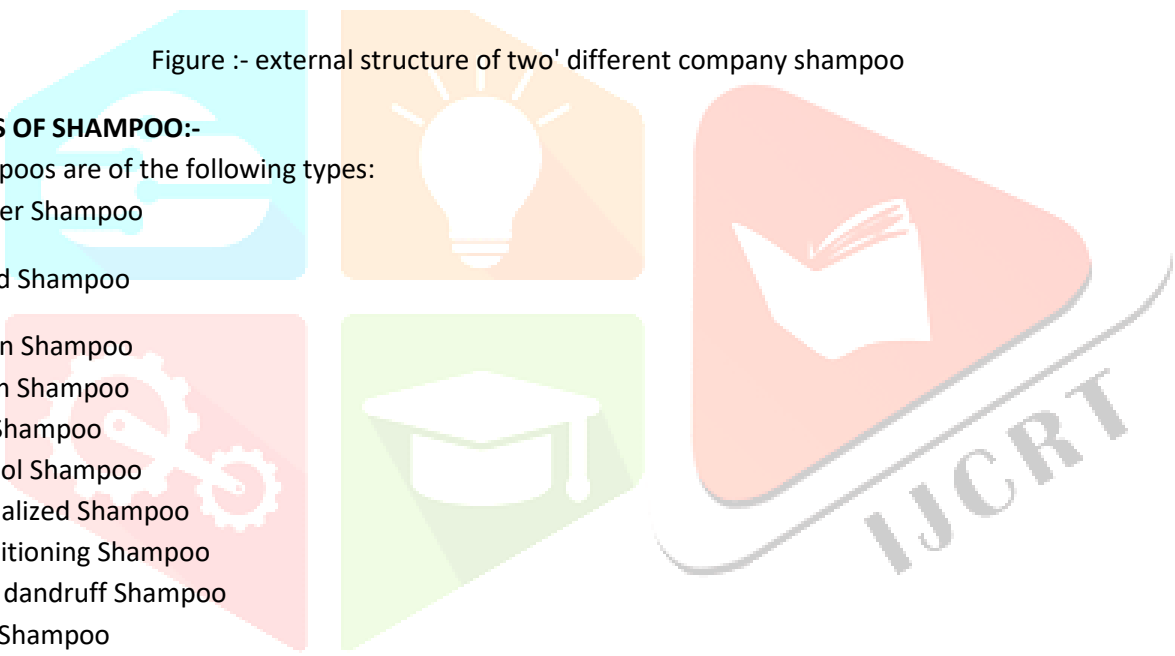 Figure :- external structure of two' different company shampoo
S OF SHAMPOO:-
poos are of the following types:
er Shampoo
d Shampoo
n Shampoo
n Shampoo
Shampoo
ol Shampoo
alized Shampoo
itioning Shampoo
dandruff Shampoo
Shampoo
IJCRT